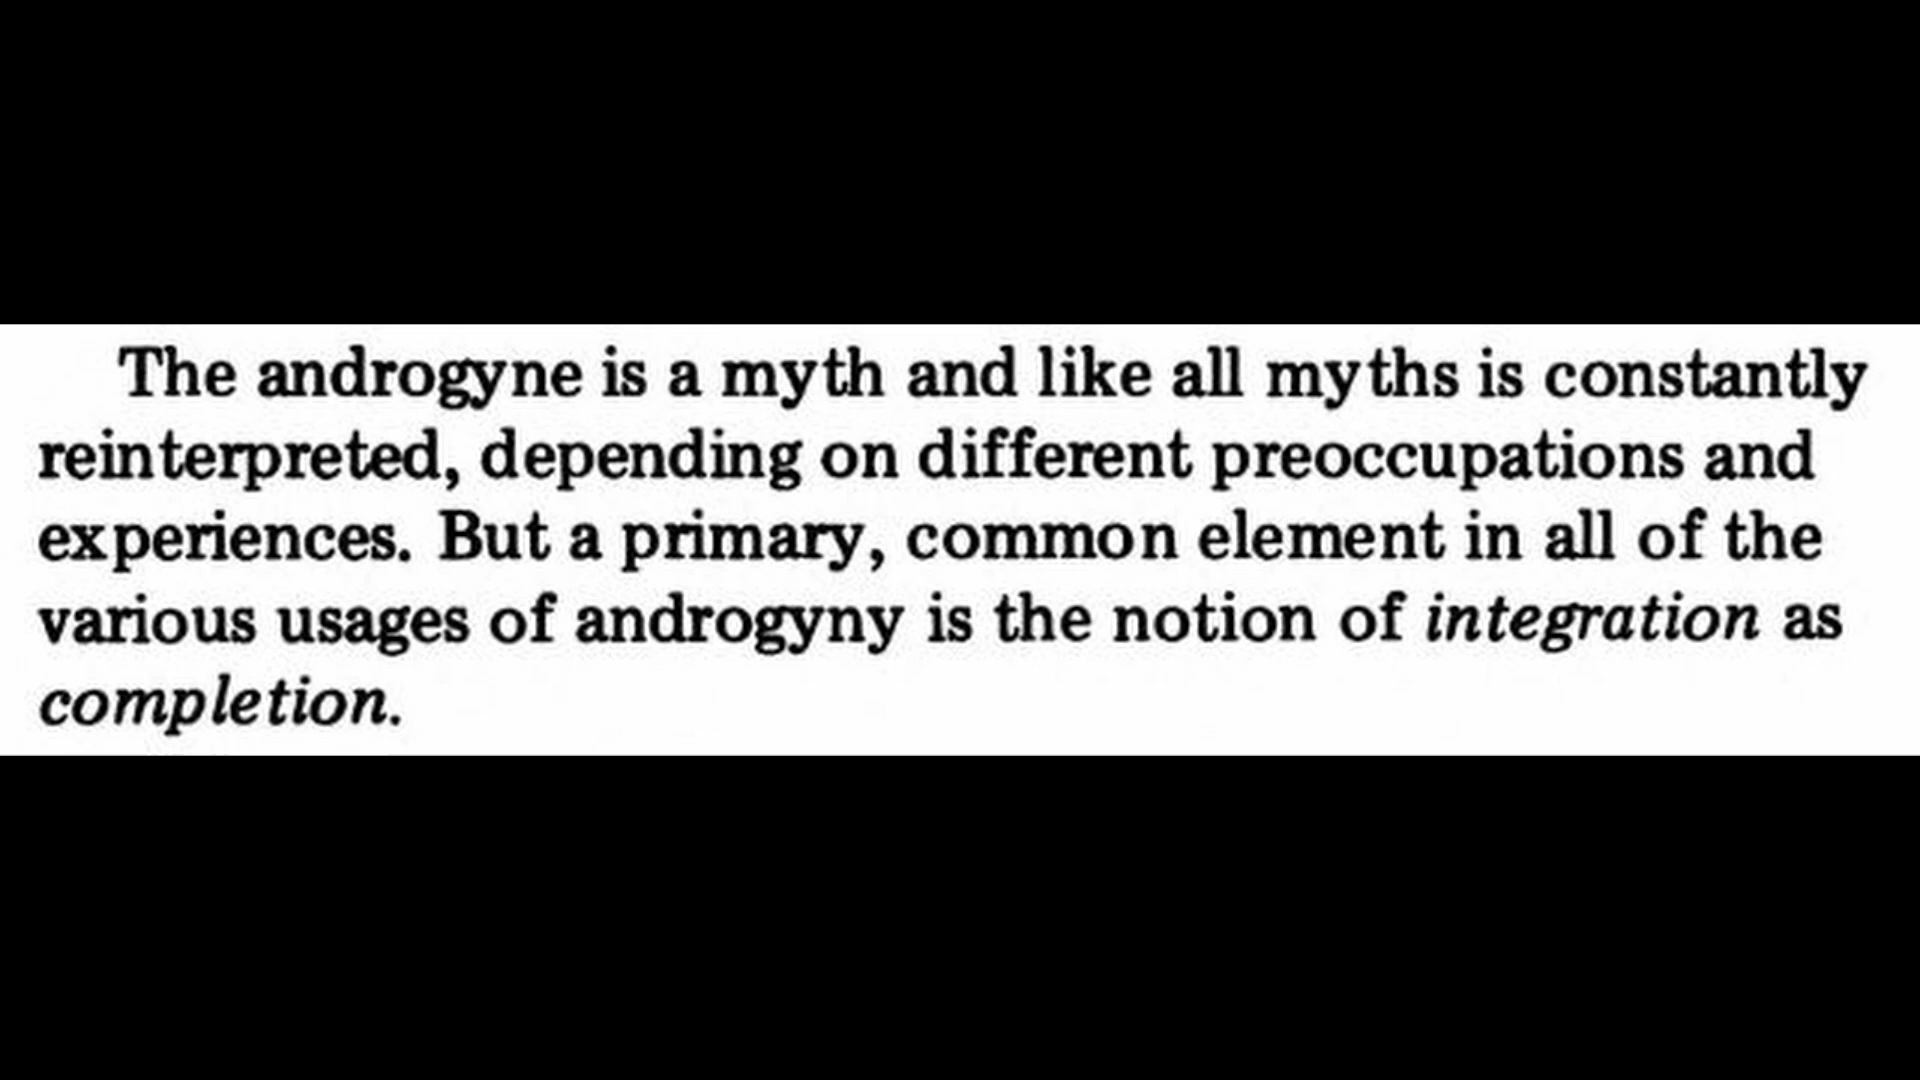 The androgyne is a myth and like all myths is constantly
reinterpreted, depending on different preoccupations and
experiences. But a primary, common element in all of the
various usages of androgyny is the notion of integration as
completion.